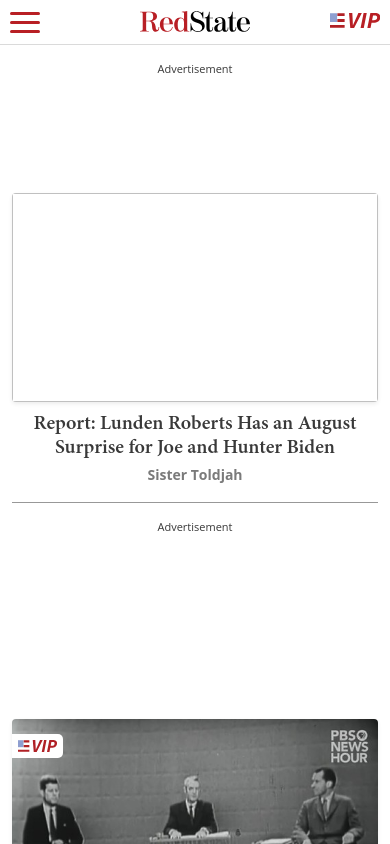 RedState
VIP
Advertisement
Report: Lunden Roberts Has an August
Surprise for Joe and Hunter Biden
Sister Toldjah
Advertisement
VIP
PBS
NEWS
HOUR